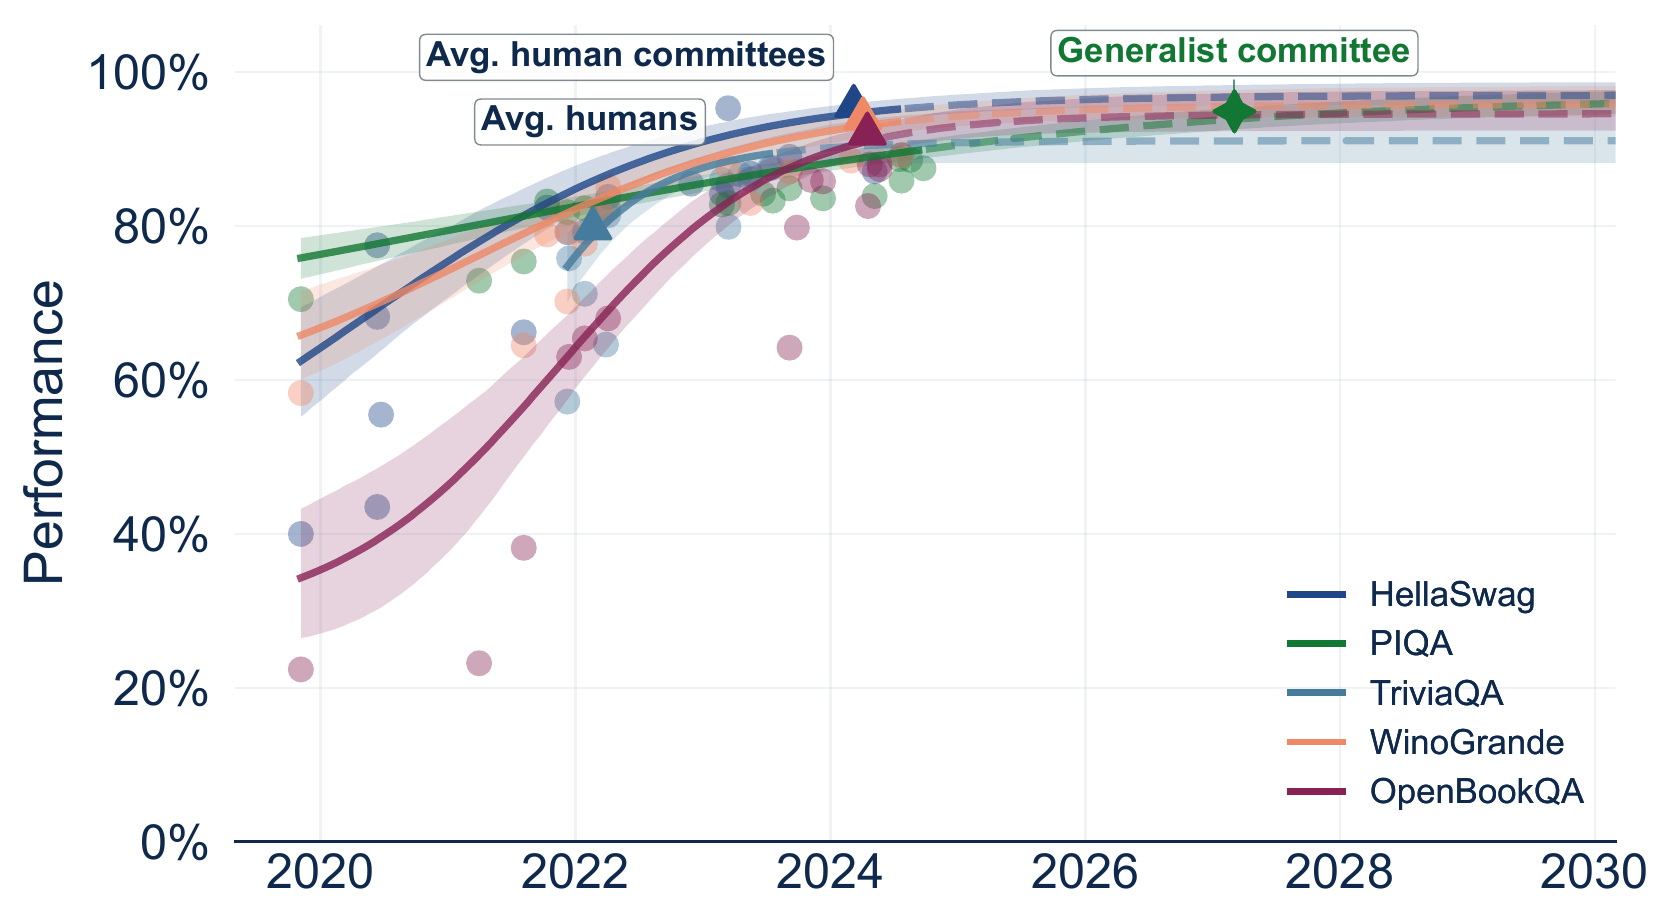 Avg. human committees
Generalist committee
Avg. humans
100%
80%
60%
40%
20%
0%
Performance
HellaSwag
PIQA
TriviaQA
WinoGrande
OpenBookQA
2020 2022 2024 2026 2028 2030